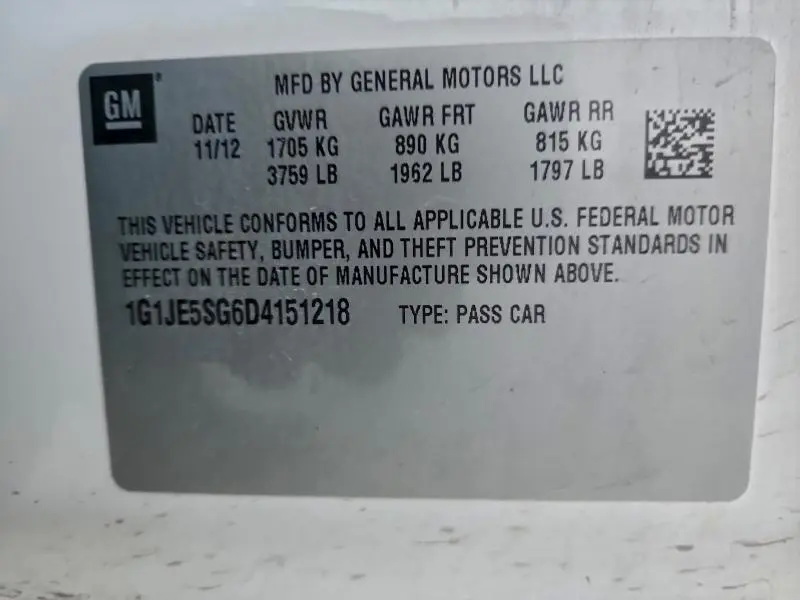 GM
MFD BY GENERAL MOTORS LLC
DATE GVWR GAWR FRT GAWR RR
11/12 1705 KG 890 KG 815 KG
3759 LB 1962 LB 1797 LB
THIS VEHICLE CONFORMS TO ALL APPLICABLE U.S. FEDERAL MOTOR
VEHICLE SAFETY, BUMPER, AND THEFT PREVENTION STANDARDS IN
EFFECT ON THE DATE OF MANUFACTURE SHOWN ABOVE.
1G1JE5SG6D4151218 TYPE: PASS CAR